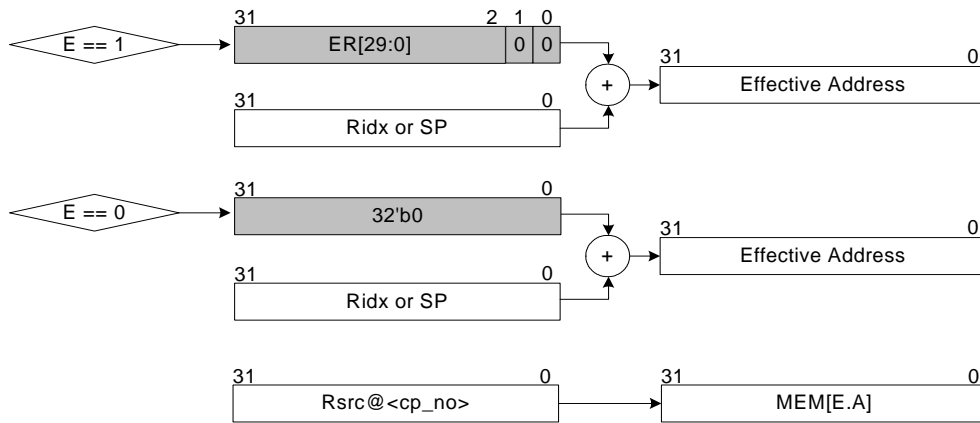 31 2 1 0
E == 1 ER[29:0] 0 0
31 0
+ Effective Address
31 0
Ridx or SP
31 0
E == 0 32'b0
31 0
+ Effective Address
31 0
Ridx or SP
31 0 31 0
Rsrc@<cp_no> MEM[E.A]